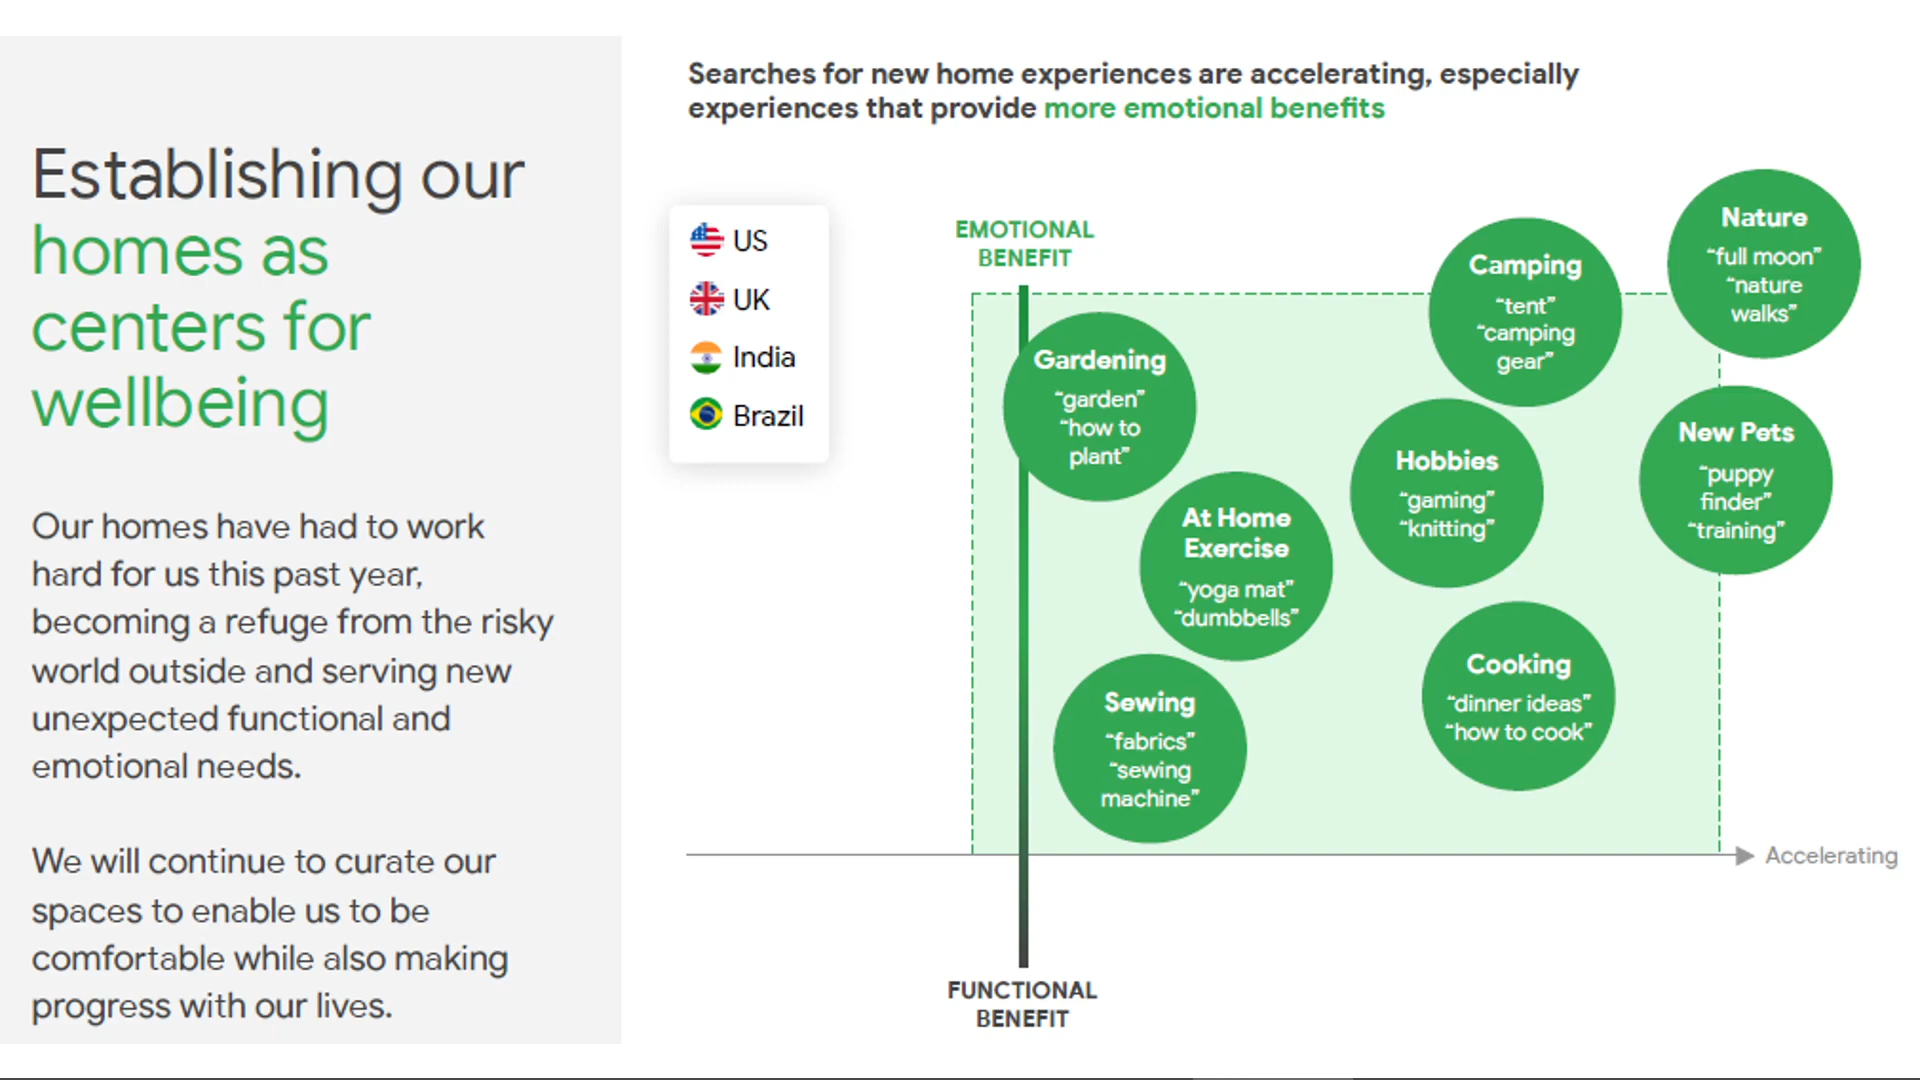 Establishing our
homes as
centers for
wellbeing
Our homes have had to work
hard for us this past year,
becoming a refuge from the risky
world outside and serving new
unexpected functional and
emotional needs.
We will continue to curate our
spaces to enable us to be
comfortable while also making
progress with our lives.
Searches for new home experiences are accelerating, especially
experiences that provide more emotional benefits
US
UK
India
Brazil
EMOTIONAL
BENEFIT
Gardening
“garden”
“how to
plant”
At Home
Exercise
“yoga mat”
“dumbbells”
Sewing
“fabrics”
“sewing
machine”
Camping
“tent”
“camping
gear”
Hobbies
“gaming”
“knitting”
Cooking
“dinner ideas”
“how to cook”
Nature
“full moon”
“nature
walks”
New Pets
“puppy
finder”
“training”
Accelerating
FUNCTIONAL
BENEFIT